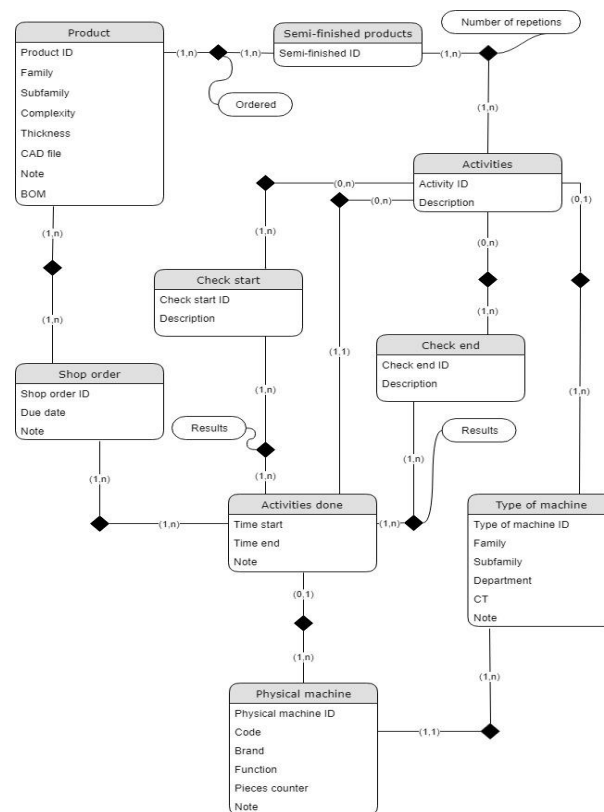 Number of repetions
Product
Product ID
Family
Subfamily
Complexity
Thickness
CAD file
Note
BOM
(1,n)
(1,n)
Semi-finished products
Semi-finished ID
(1,n)
Ordered
(1,n)
Activities
Activity ID
Description
(0,n)
(0,n)
(0,1)
(1,n)
(1,n)
(0,n)
Check start
Check start ID
Description
(1,n)
(1,n)
Check end
Check end ID
Description
(1,1)
Shop order
Shop order ID
Due date
Note
(1,n)
(1,n)
Results
Results
(1,n)
(1,n)
(1,n)
(1,n)
(1,n)
Activities done
Time start
Time end
Note
(1,n)
Type of machine
Type of machine ID
Family
Subfamily
Department
CT
Note
(0,1)
(1,n)
(1,n)
Physical machine
Physical machine ID
Code
Brand
Function
Pieces counter
Note
(1,1)